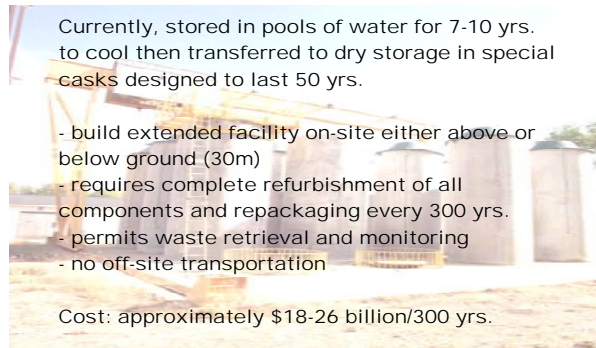 Currently, stored in pools of water for 7-10 yrs.
to cool then transferred to dry storage in special
casks designed to last 50 yrs.
- build extended facility on-site either above or
below ground (30m)
- requires complete refurbishment of all
components and repackaging every 300 yrs.
- permits waste retrieval and monitoring
- no off-site transportation
Cost: approximately $18-26 billion/300 yrs.